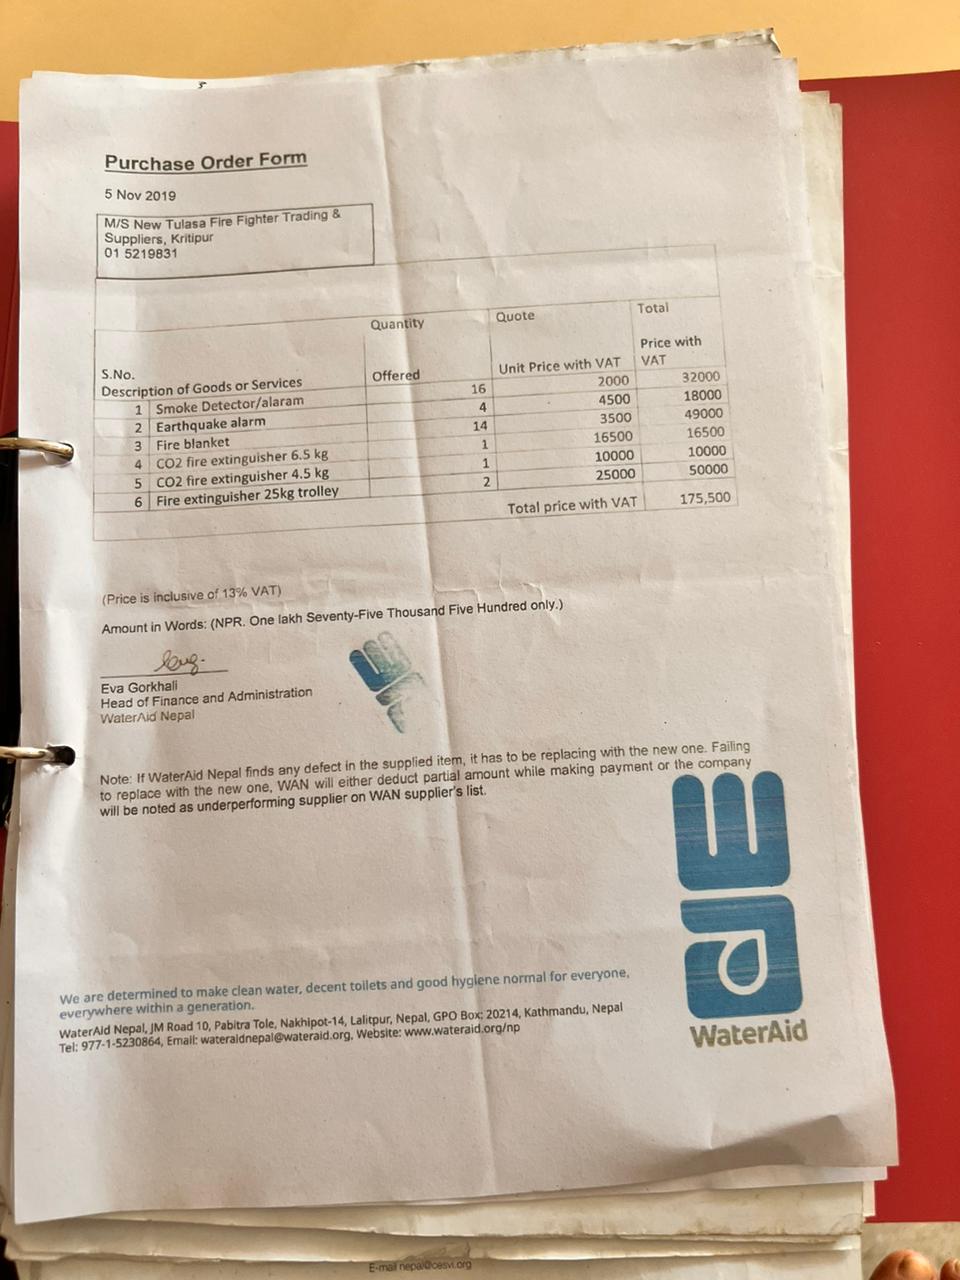 Purchase Order Form
5 Nov 2019
M/S New Tulasa Fire Fighter Trading &
Suppliers, Kritipur
01 5219831
S.No.
Description of Goods or Services Quantity Offered Quote Unit Price with VAT Total Price with VAT
1 Smoke Detector/alaram 16 2000 32000
2 Earthquake alarm 4 4500 18000
3 Fire blanket 14 3500 49000
4 CO2 fire extinguisher 6.5 kg 1 16500 16500
5 CO2 fire extinguisher 4.5 kg 1 10000 10000
6 Fire extinguisher 25kg trolley 2 25000 50000
Total price with VAT 175,500
(Price is inclusive of 13% VAT)
Amount in Words: (NPR. One lakh Seventy-Five Thousand Five Hundred only.)
Eva Gorkhali
Head of Finance and Administration
WaterAid Nepal
Note: If WaterAid Nepal finds any defect in the supplied item, it has to be replacing with the new one. Failing
to replace with the new one, WAN will either deduct partial amount while making payment or the company
will be noted as underperforming supplier on WAN supplier's list.
WaterAid
We are determined to make clean water, decent toilets and good hygiene normal for everyone,
everywhere within a generation.
WaterAid Nepal, JM Road 10, Pabitra Tole, Nakhipot-14, Lalitpur, Nepal, GPO Box: 20214, Kathmandu, Nepal
Tel: 977-1-5230864, Email: wateraidnepal@wateraid.org, Website: www.wateraid.org/np
E-mail nepal@cesvi.org